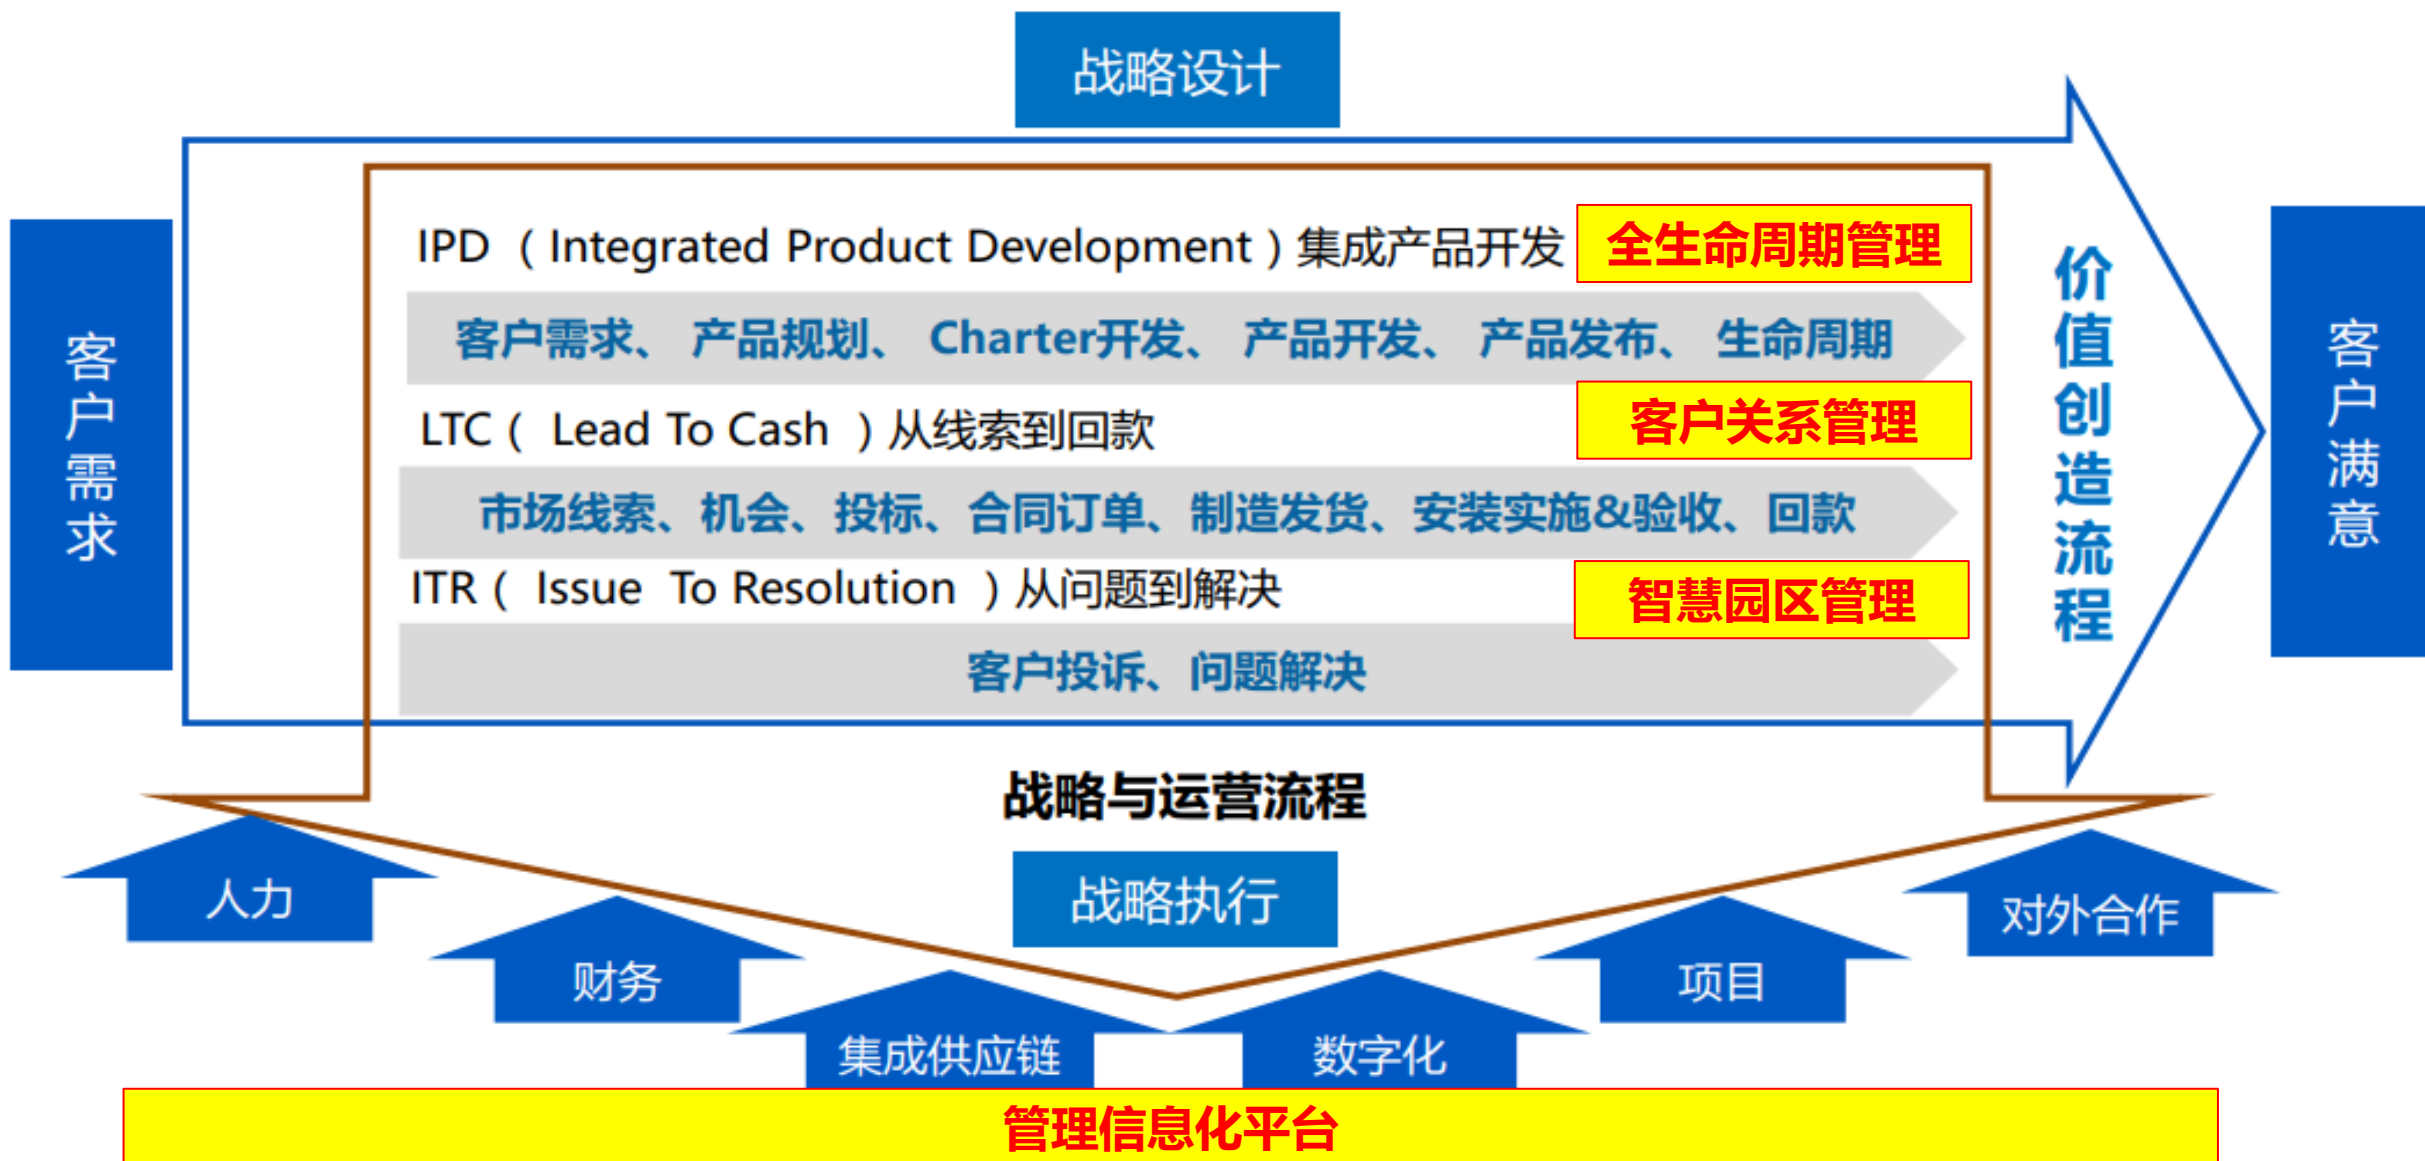 战略设计
客户需求
IPD （ Integrated Product Development ) 集成产品开发
全生命周期管理
客户需求、 产品规划、 Charter开发、 产品开发、 产品发布、 生命周期
LTC（ Lead To Cash ）从线索到回款
客户关系管理
市场线索、机会、投标、合同订单、制造发货、安装实施&验收、回款
ITR（ Issue To Resolution ）从问题到解决
智慧园区管理
客户投诉、问题解决
价值创造流程
客户满意
战略与运营流程
战略执行
人力
财务
集成供应链
数字化
项目
对外合作
管理信息化平台